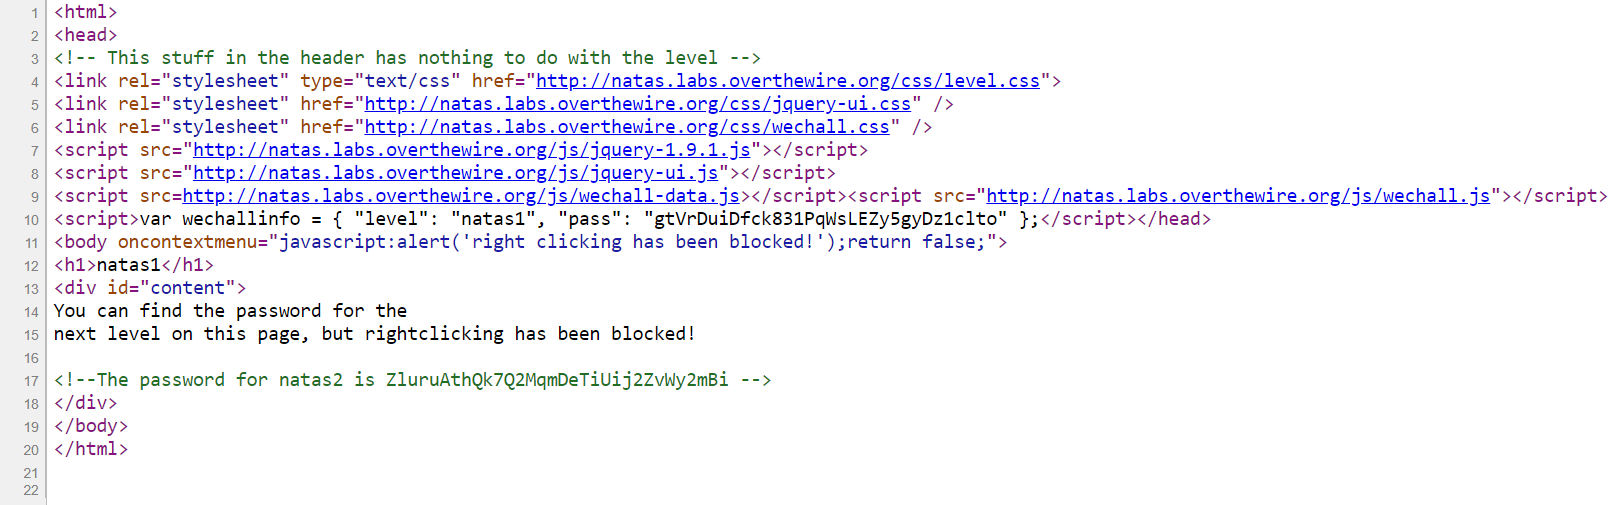 1 <html>
2 <head>
3 <!-- This stuff in the header has nothing to do with the level -->
4 <link rel="stylesheet" type="text/css" href="http://natas.labs.overthewire.org/css/level.css">
5 <link rel="stylesheet" href="http://natas.labs.overthewire.org/css/jquery-ui.css" />
6 <link rel="stylesheet" href="http://natas.labs.overthewire.org/css/wechall.css" />
7 <script src="http://natas.labs.overthewire.org/js/jquery-1.9.1.js"></script>
8 <script src="http://natas.labs.overthewire.org/js/jquery-ui.js"></script>
9 <script src=http://natas.labs.overthewire.org/js/wechall-data.js></script><script src="http://natas.labs.overthewire.org/js/wechall.js"></script>
10 <script>var wechallinfo = { "level": "natas1", "pass": "gtVrDuiDfck831PqWsLEZy5gyDz1clto" };</script></head>
11 <body oncontextmenu="javascript:alert('right clicking has been blocked!');return false;">
12 <h1>natas1</h1>
13 <div id="content">
14 You can find the password for the
15 next level on this page, but rightclicking has been blocked!
16
17 <!--The password for natas2 is ZluruAthQk7Q2MqmDeTiUij2ZvWy2mBi -->
18 </div>
19 </body>
20 </html>
21
22